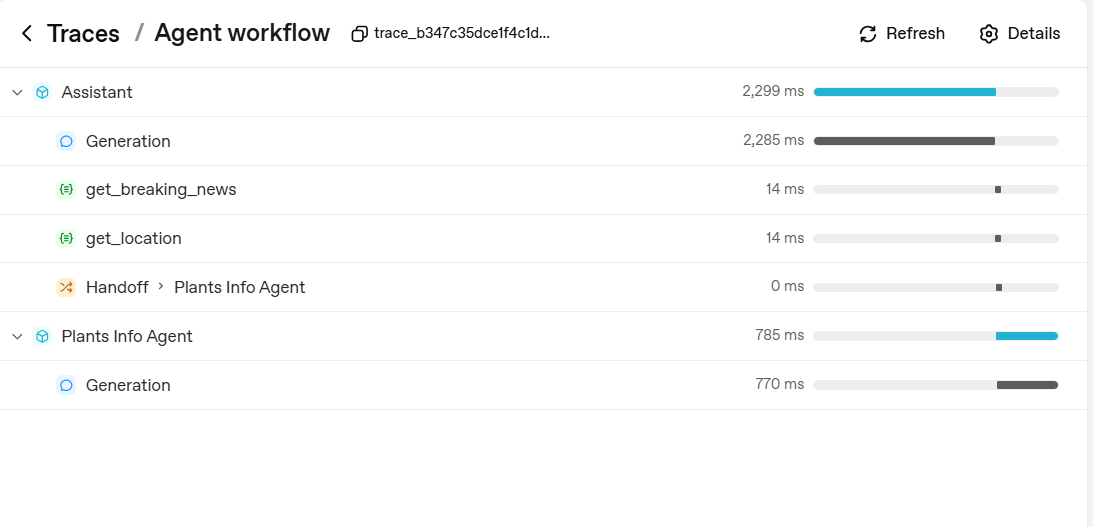 Traces / Agent workflow trace_b347c35dce1f4c1d... Refresh Details
Assistant 2,299 ms
Generation 2,285 ms
get_breaking_news 14 ms
get_location 14 ms
Handoff > Plants Info Agent 0 ms
Plants Info Agent 785 ms
Generation 770 ms